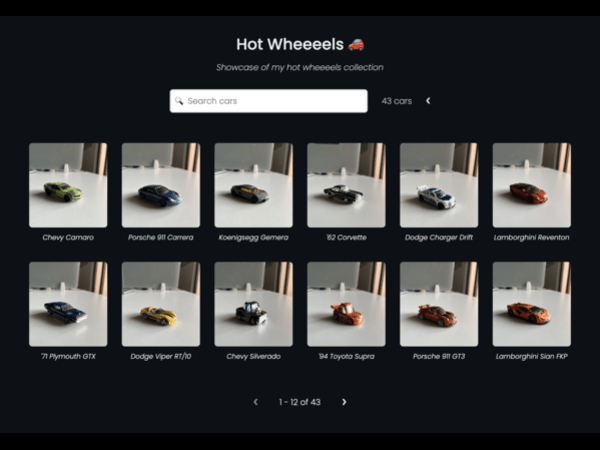 Hot Wheeeels 🚗
Showcase of my hot wheeeels collection
🔍 Search cars
43 cars
Chevy Camaro
Porsche 911 Carrera
Koenigsegg Gemera
'62 Corvette
Dodge Charger Drift
Lamborghini Reventon
'71 Plymouth GTX
Dodge Viper RT/10
Chevy Silverado
'94 Toyota Supra
Porsche 911 GT3
Lamborghini Sian FKP
1 - 12 of 43